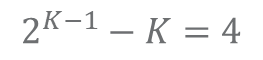 2^{K-1} − K = 4